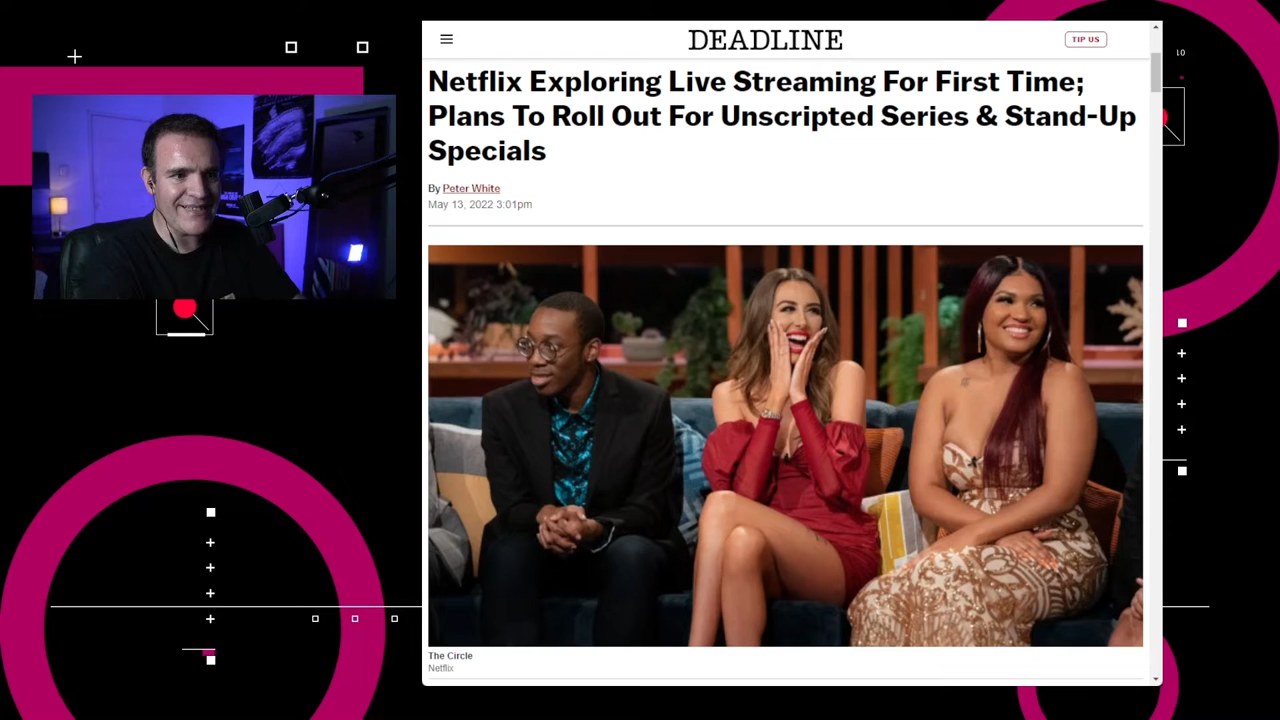 DEADLINE
TIP US
Netflix Exploring Live Streaming For First Time;
Plans To Roll Out For Unscripted Series & Stand-Up
Specials
By Peter White
May 13, 2022 3:01pm
The Circle
Netflix
10